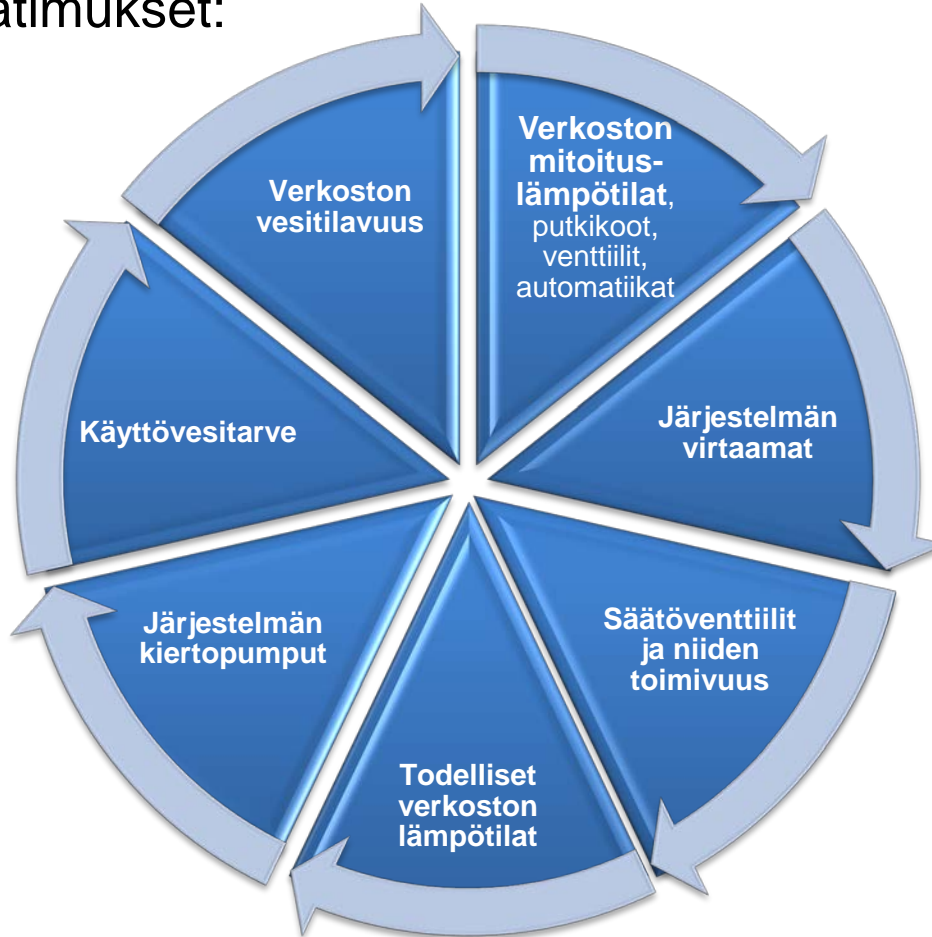 atimukset:
Verkoston
mitoitus-
lämpötilat,
putkikoot,
venttiilit,
automatiikat
Järjestelmän
virtaamat
Säätöventtiilit
ja niiden
toimivuus
Todelliset
verkoston
lämpötilat
Järjestelmän
kiertopumput
Käyttövesitarve
Verkoston
vesitilavuus